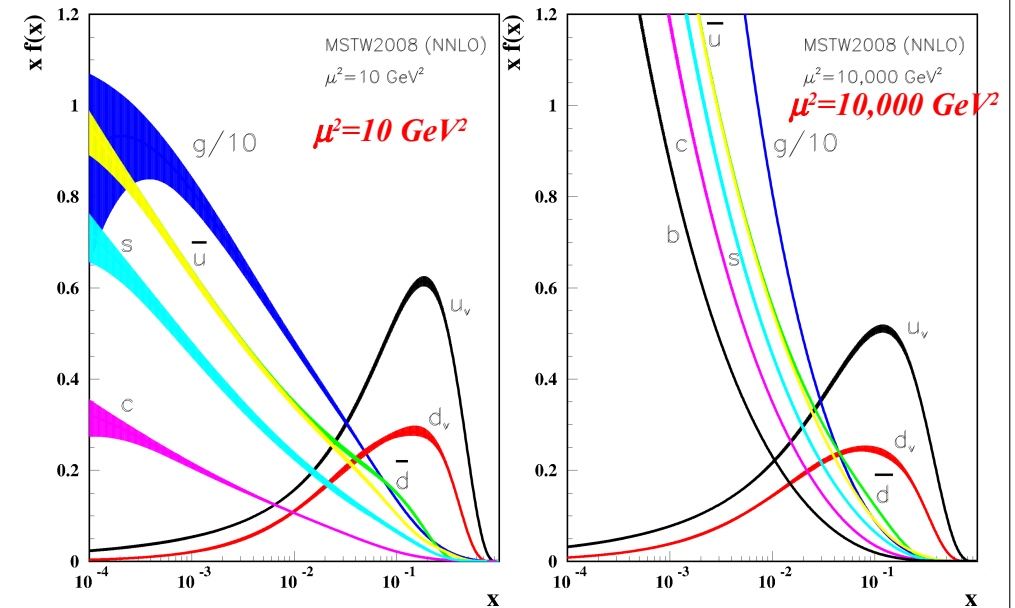 x f(x)
1.2
1
0.8
0.6
0.4
0.2
0
MSTW2008 (NNLO)
μ²=10 GeV²
μ²=10 GeV²
g/10
s
u̅
c
u_v
d_v
d̅
10⁻⁴
10⁻³
10⁻²
10⁻¹
x
x f(x)
1.2
1
0.8
0.6
0.4
0.2
0
u̅
MSTW2008 (NNLO)
μ²=10,000 GeV²
μ²=10,000 GeV²
c
g/10
b
s
u_v
d_v
d̅
10⁻⁴
10⁻³
10⁻²
10⁻¹
x